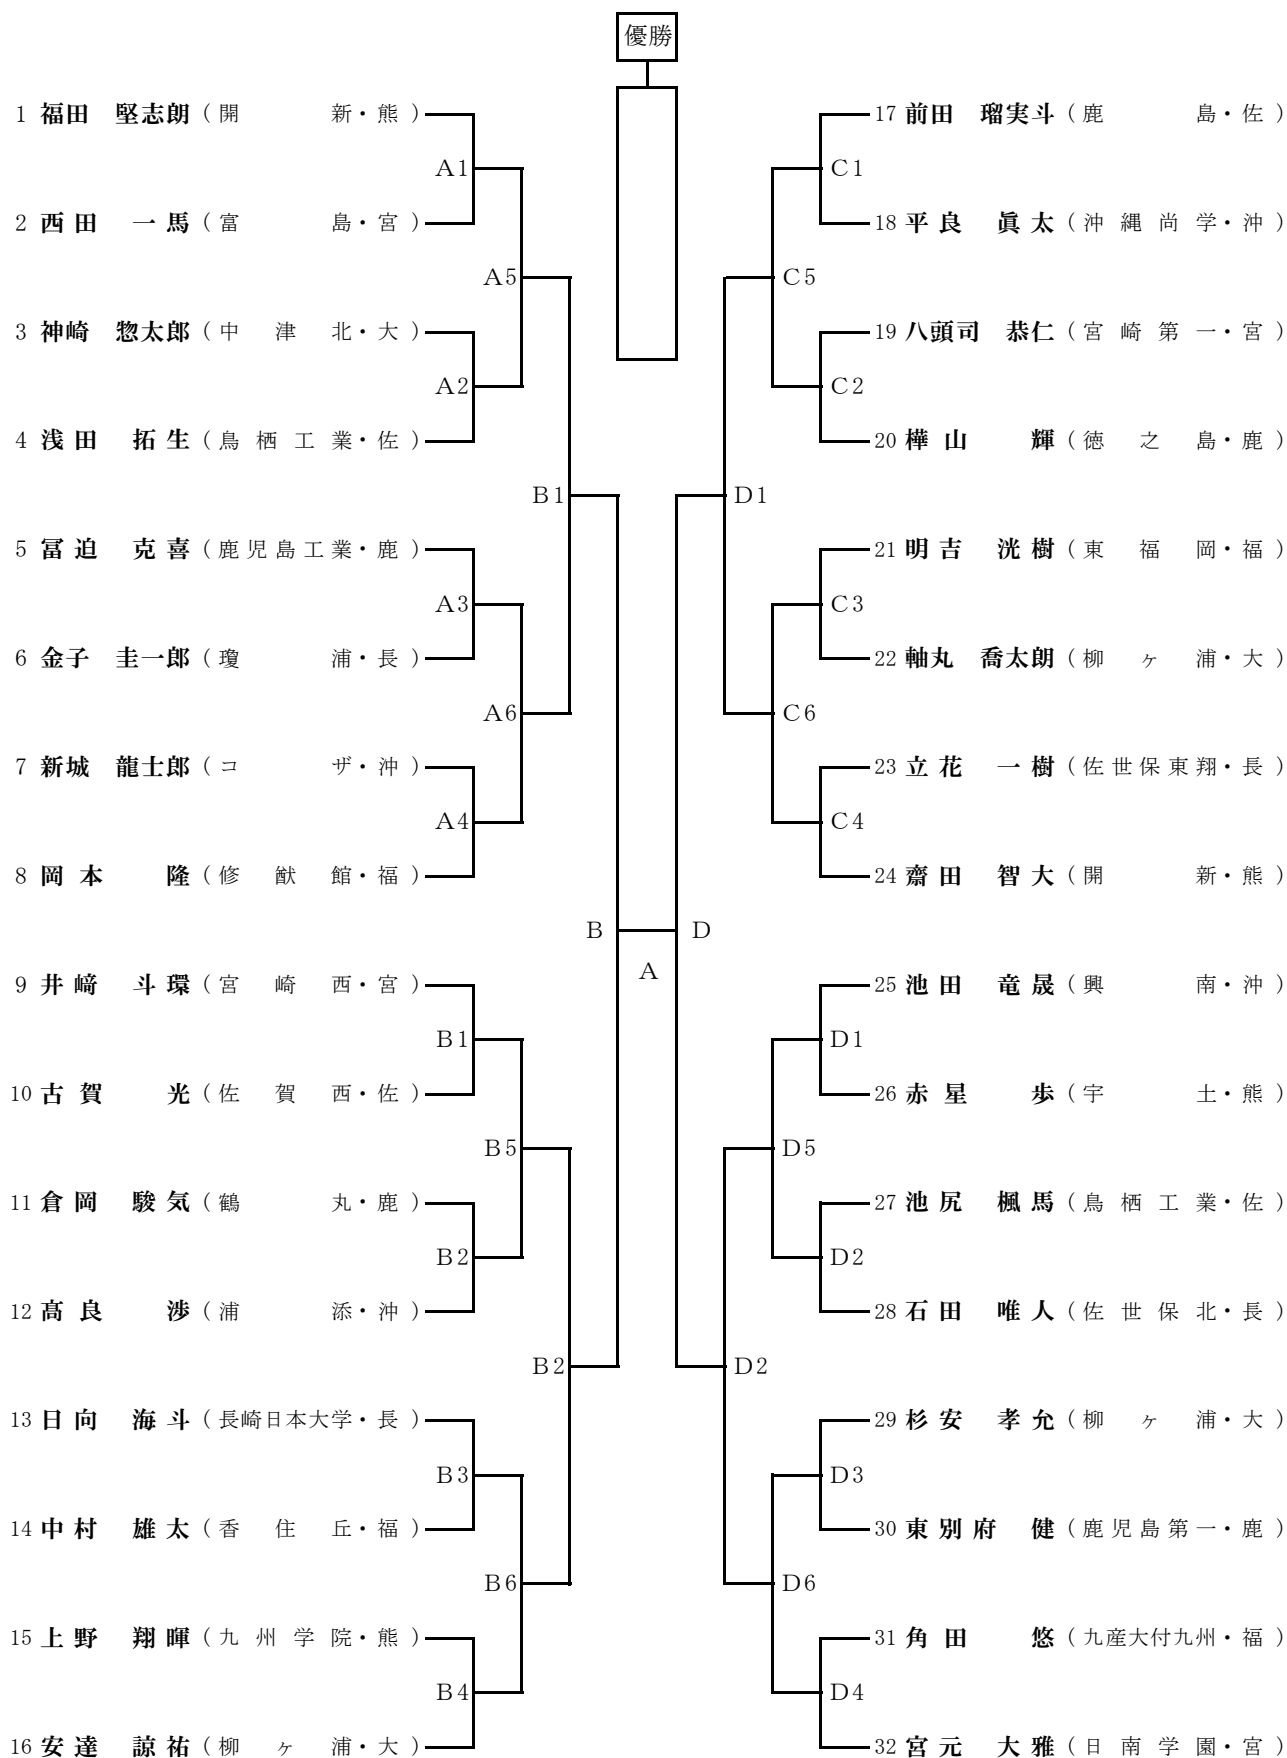 優勝
1 福田 堅志朗 (開 新・熊)
A1
2 西田 一馬 (富 島・宮)
A5
3 神崎 惣太郎 (中 津 北・大)
A2
4 浅田 拓生 (鳥栖工業・佐)
B1
5 冨迫 克喜 (鹿児島工業・鹿)
A3
6 金子 圭一郎 (瓊 浦・長)
A6
7 新城 龍士郎 (コ ザ・沖)
A4
8 岡本 隆 (修 猷 館・福)
B
9 井﨑 斗環 (宮 崎 西・宮)
B1
10 古賀 光 (佐 賀 西・佐)
B5
11 倉岡 駿気 (鶴 丸・鹿)
B2
12 髙良 渉 (浦 添・沖)
B2
13 日向 海斗 (長崎日本大学・長)
B3
14 中村 雄太 (香 住 丘・福)
B6
15 上野 翔暉 (九州学院・熊)
B4
16 安達 諒祐 (柳 ヶ 浦・大)
A
17 前田 瑠実斗 (鹿 島・佐)
C1
18 平良 眞太 (沖縄尚学・沖)
C5
19 八頭司 恭仁 (宮崎第一・宮)
C2
20 樺山 輝 (徳 之 島・鹿)
D1
21 明吉 洸樹 (東 福 岡・福)
C3
22 軸丸 喬太朗 (柳 ヶ 浦・大)
C6
23 立花 一樹 (佐世保東翔・長)
C4
24 齋田 智大 (開 新・熊)
D
25 池田 竜晟 (興 南・沖)
D1
26 赤星 歩 (宇 土・熊)
D5
27 池尻 楓馬 (鳥栖工業・佐)
D2
28 石田 唯人 (佐世保北・長)
D2
29 杉安 孝允 (柳 ヶ 浦・大)
D3
30 東別府 健 (鹿児島第一・鹿)
D6
31 角田 悠 (九産大付九州・福)
D4
32 宮元 大雅 (日南学園・宮)